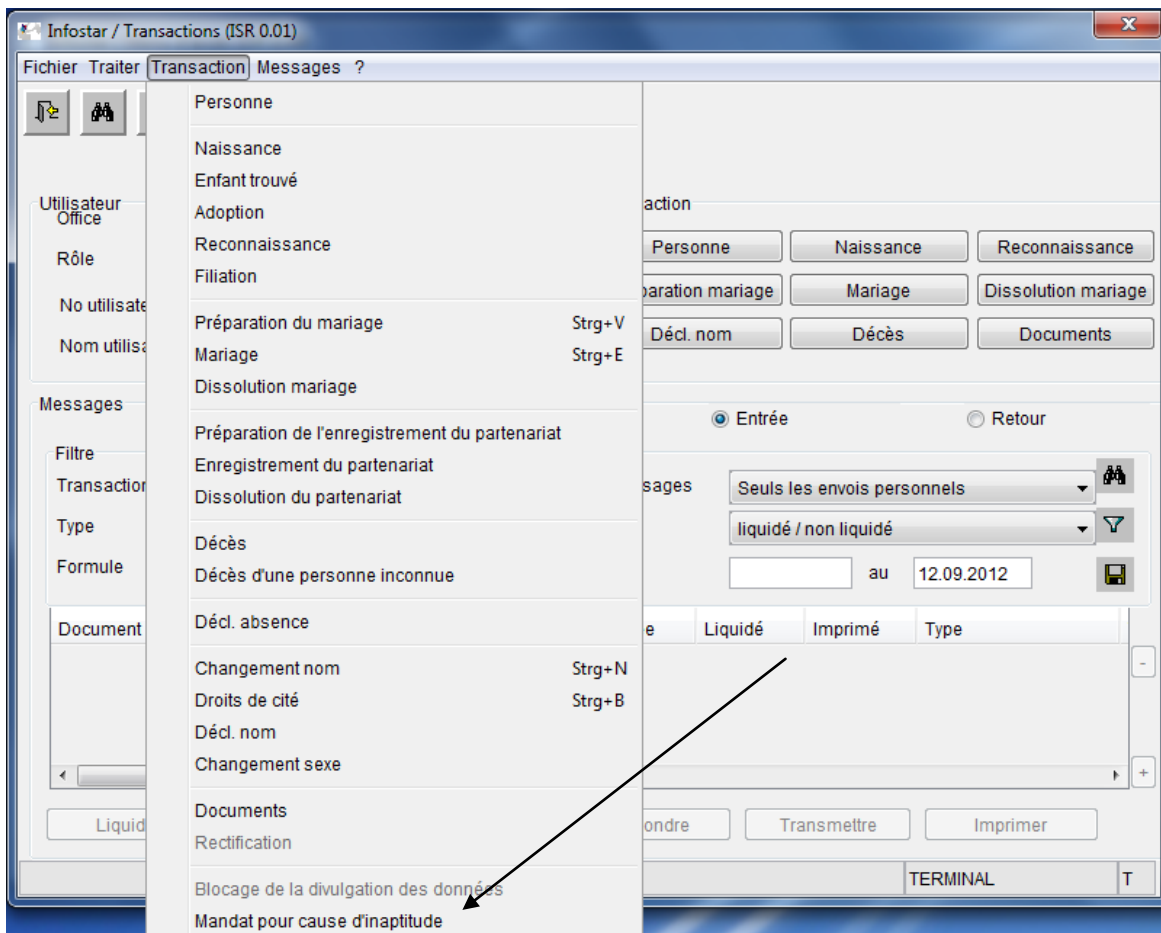 Infostar / Transactions (ISR 0.01)
Fichier Traiter Transaction Messages ?
Personne
Naissance
Enfant trouvé
Adoption
Reconnaissance
Filiation
Préparation du mariage Strg+V
Mariage Strg+E
Dissolution mariage
Préparation de l'enregistrement du partenariat
Enregistrement du partenariat
Dissolution du partenariat
Décès
Décès d'une personne inconnue
Décl. absence
Changement nom Strg+N
Droits de cité Strg+B
Décl. nom
Changement sexe
Documents
Rectification
Blocage de la divulgation des données
Mandat pour cause d'inaptitude
Utilisateur
Office
Rôle
No utilisate
Nom utilisa
action
Personne Naissance Reconnaissance
paration mariage Mariage Dissolution mariage
Décl. nom Décès Documents
Messages
Entrée Retour
Filtre
Transaction
sages Seuls les envois personnels
Type
liquidé / non liquidé
Formule
au 12.09.2012
Document
e Liquidé Imprimé Type
-
+
Liquid
ondre Transmettre Imprimer
TERMINAL T